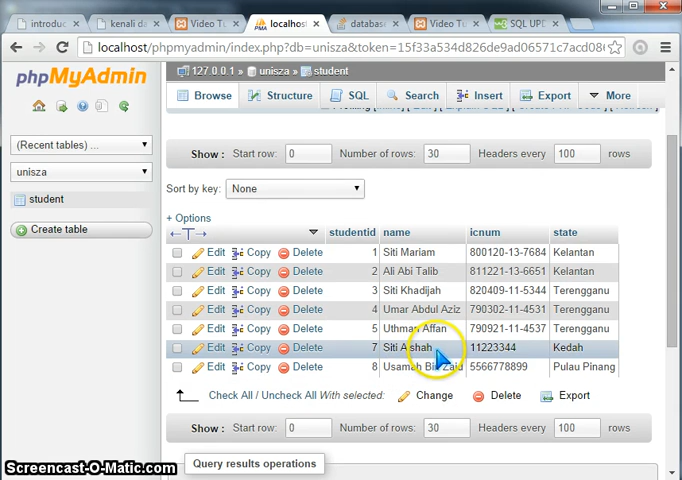 introduc
kenali da
Video Tu
localhos
database
Video Tu
SQL UPD
localhost/phpmyadmin/index.php?db=unisza&token=15f33a534d826de9ad06571c7acd08
phpMyAdmin
127.0.0.1 » unisza » student
Browse Structure SQL Search Insert Export More
(Recent tables) ...
unisza
student
Create table
Show : Start row: 0 Number of rows: 30 Headers every 100 rows
Sort by key: None
+ Options
studentid name icnum state
Edit Copy Delete 1 Siti Mariam 800120-13-7684 Kelantan
Edit Copy Delete 2 Ali Abi Talib 811221-13-6651 Kelantan
Edit Copy Delete 3 Siti Khadijah 820409-11-5344 Terengganu
Edit Copy Delete 4 Umar Abdul Aziz 790302-11-4531 Terengganu
Edit Copy Delete 5 Uthman Affan 790921-11-4537 Terengganu
Edit Copy Delete 7 Siti Aishah 11223344 Kedah
Edit Copy Delete 8 Usamah Bin Zaid 5566778899 Pulau Pinang
Check All / Uncheck All With selected: Change Delete Export
Show : Start row: 0 Number of rows: 30 Headers every 100 rows
Query results operations
Screencast-O-Matic.com